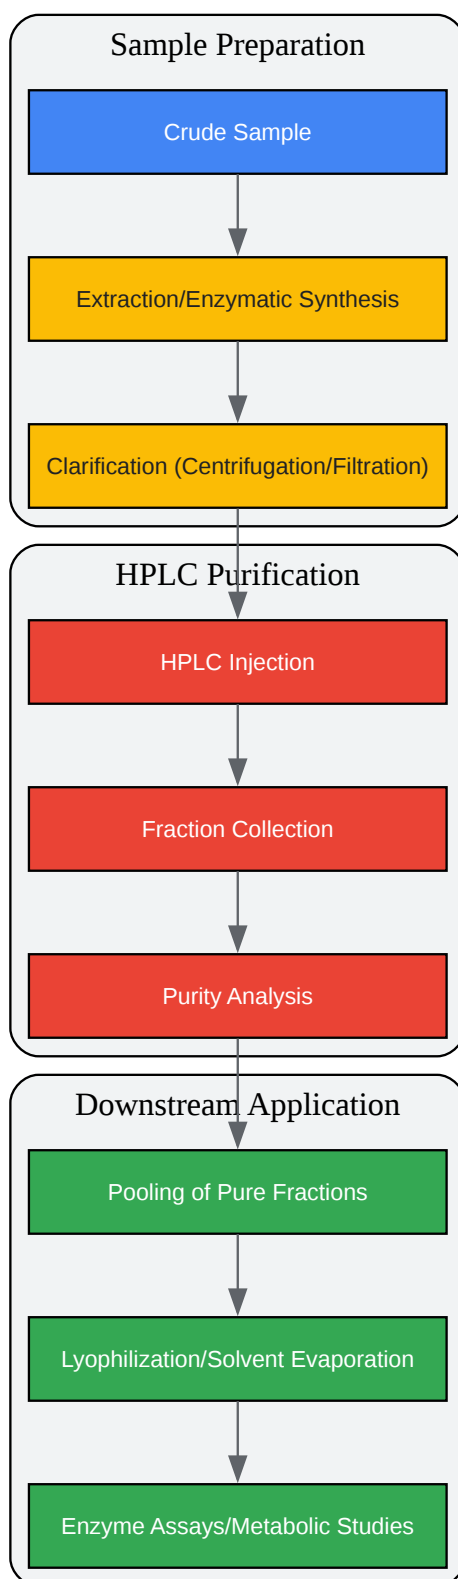 Sample Preparation
Crude Sample
Extraction/Enzymatic Synthesis
Clarification (Centrifugation/Filtration)
HPLC Purification
HPLC Injection
Fraction Collection
Purity Analysis
Downstream Application
Pooling of Pure Fractions
Lyophilization/Solvent Evaporation
Enzyme Assays/Metabolic Studies